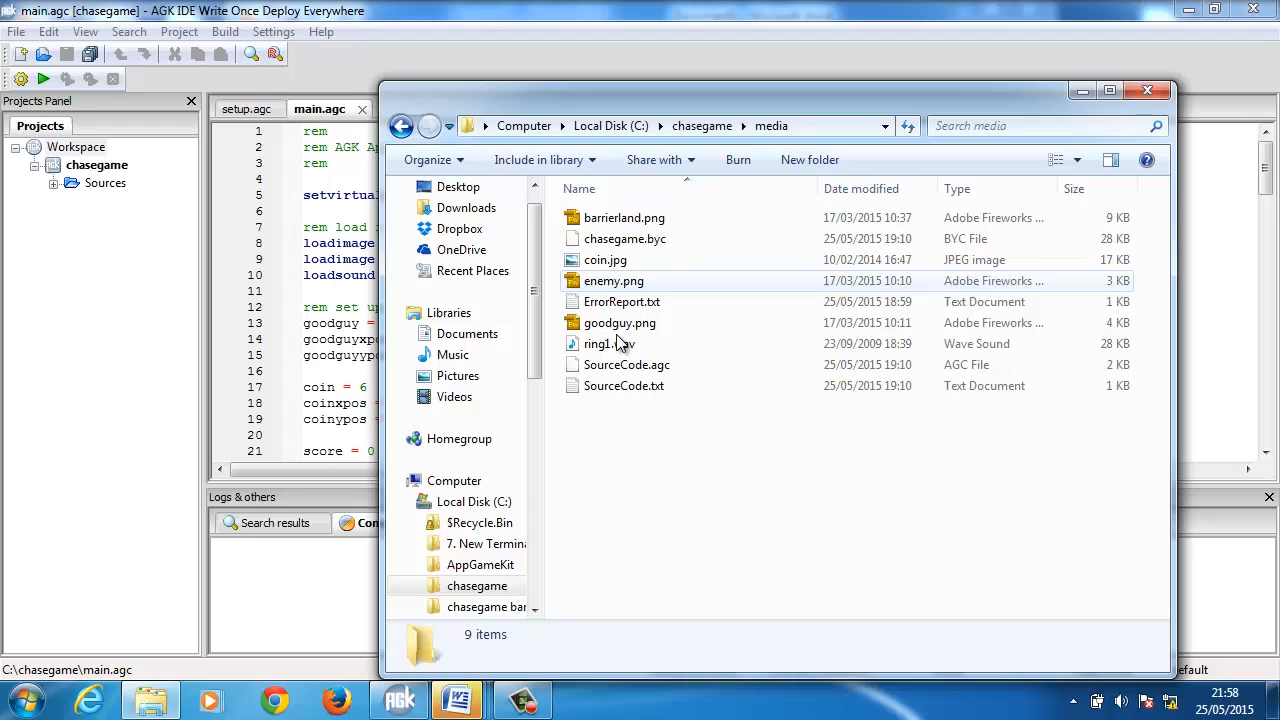 main.agc [chasegame] - AGK IDE Write Once Deploy Everywhere
File Edit View Search Project Build Settings Help
Projects Panel
Projects
Workspace
chasegame
Sources
setup.agc main.agc
1 rem
2 rem AGK Ap
3 rem
4
5 setvirtual
6
7 rem load
8 loadimage
9 loadimage
10 loadsound
11
12 rem set up
13 goodguy =
14 goodguyxpo
15 goodguyypo
16
17 coin = 6
18 coinxpos =
19 coinypos =
20
21 score = 0
Logs & others
Search results
C:\chasegame\main.agc
Computer Local Disk (C:) chasegame media
Search media
Organize Include in library Share with Burn New folder
Desktop
Downloads
Dropbox
OneDrive
Recent Places
Libraries
Documents
Music
Pictures
Videos
Homegroup
Computer
Local Disk (C:)
$Recycle.Bin
7. New Termina
AppGameKit
chasegame
chasegame bar
Name Date modified Type Size
barrierland.png 17/03/2015 10:37 Adobe Fireworks ... 9 KB
chasegame.byc 25/05/2015 19:10 BYC File 28 KB
coin.jpg 10/02/2014 16:47 JPEG image 17 KB
enemy.png 17/03/2015 10:10 Adobe Fireworks ... 3 KB
ErrorReport.txt 25/05/2015 18:59 Text Document 1 KB
goodguy.png 17/03/2015 10:11 Adobe Fireworks ... 4 KB
ring1.wav 23/09/2009 18:39 Wave Sound 28 KB
SourceCode.agc 25/05/2015 19:10 AGC File 2 KB
SourceCode.txt 25/05/2015 19:10 Text Document 1 KB
9 items
efault
AGK
21:58
25/05/2015